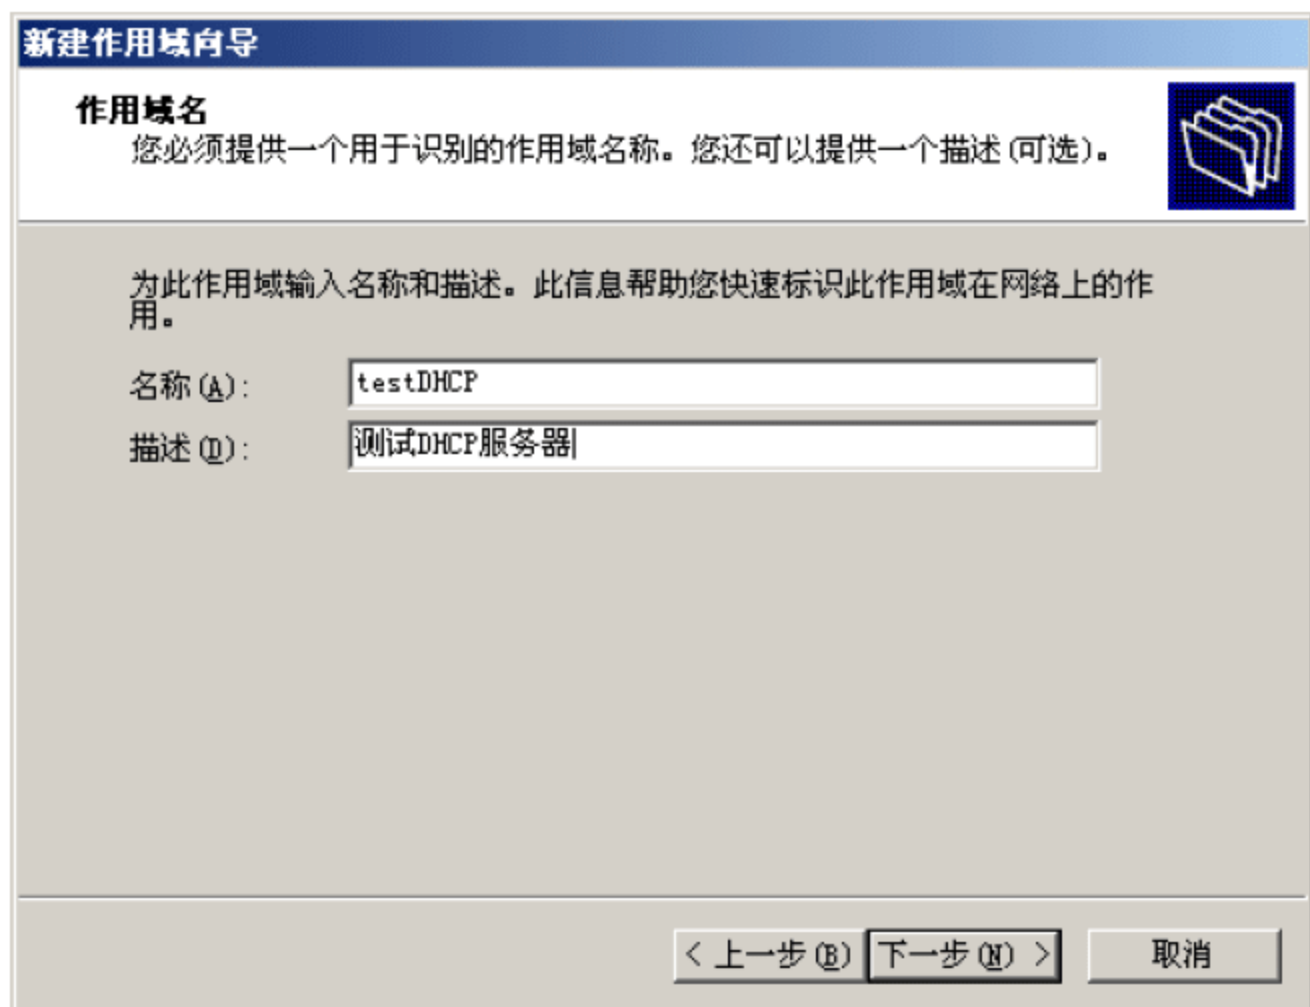 新建作用域向导
作用域名
您必须提供一个用于识别的作用域名称。您还可以提供一个描述(可选)。
为此作用域输入名称和描述。此信息帮助您快速标识此作用域在网络上的作
用。
名称(A): testDHCP
描述(D): 测试DHCP服务器
< 上一步(B) 下一步(N) > 取消